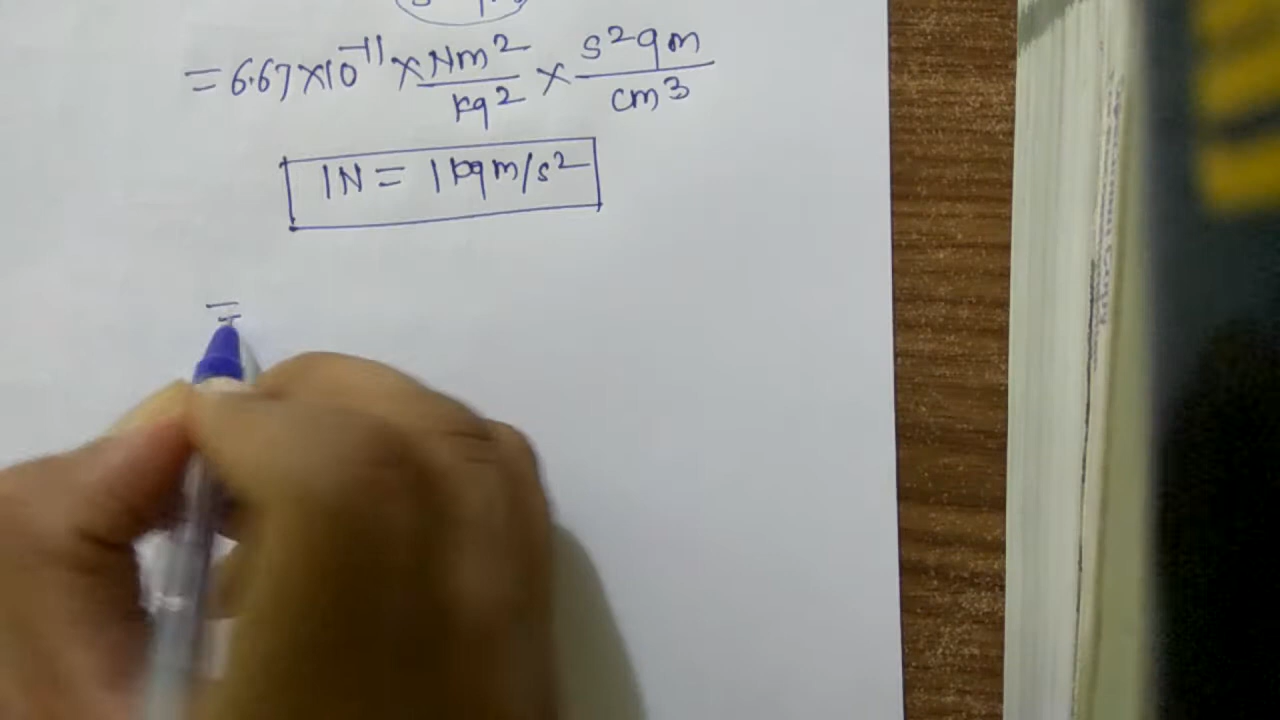 = 6.67×10⁻¹¹ × Nm²/kg² × s²gm/cm³
1N = 1kgm/s²
=